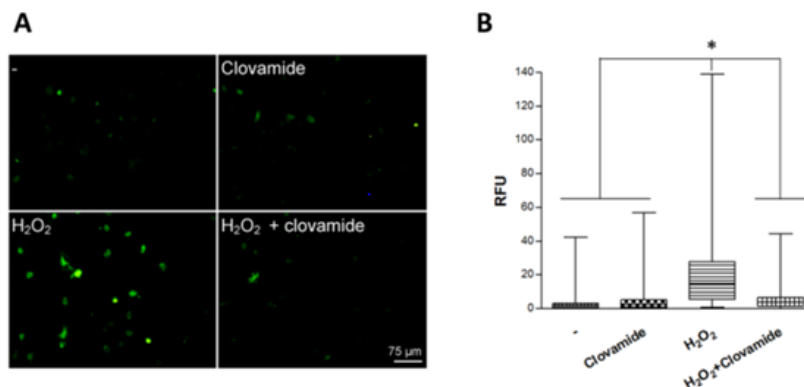 A
-
Clovamide
H₂O₂
H₂O₂ + clovamide
75 µm
B
*
RFU
140
120
100
80
60
40
20
0
-
Clovamide
H₂O₂
H₂O₂+Clovamide